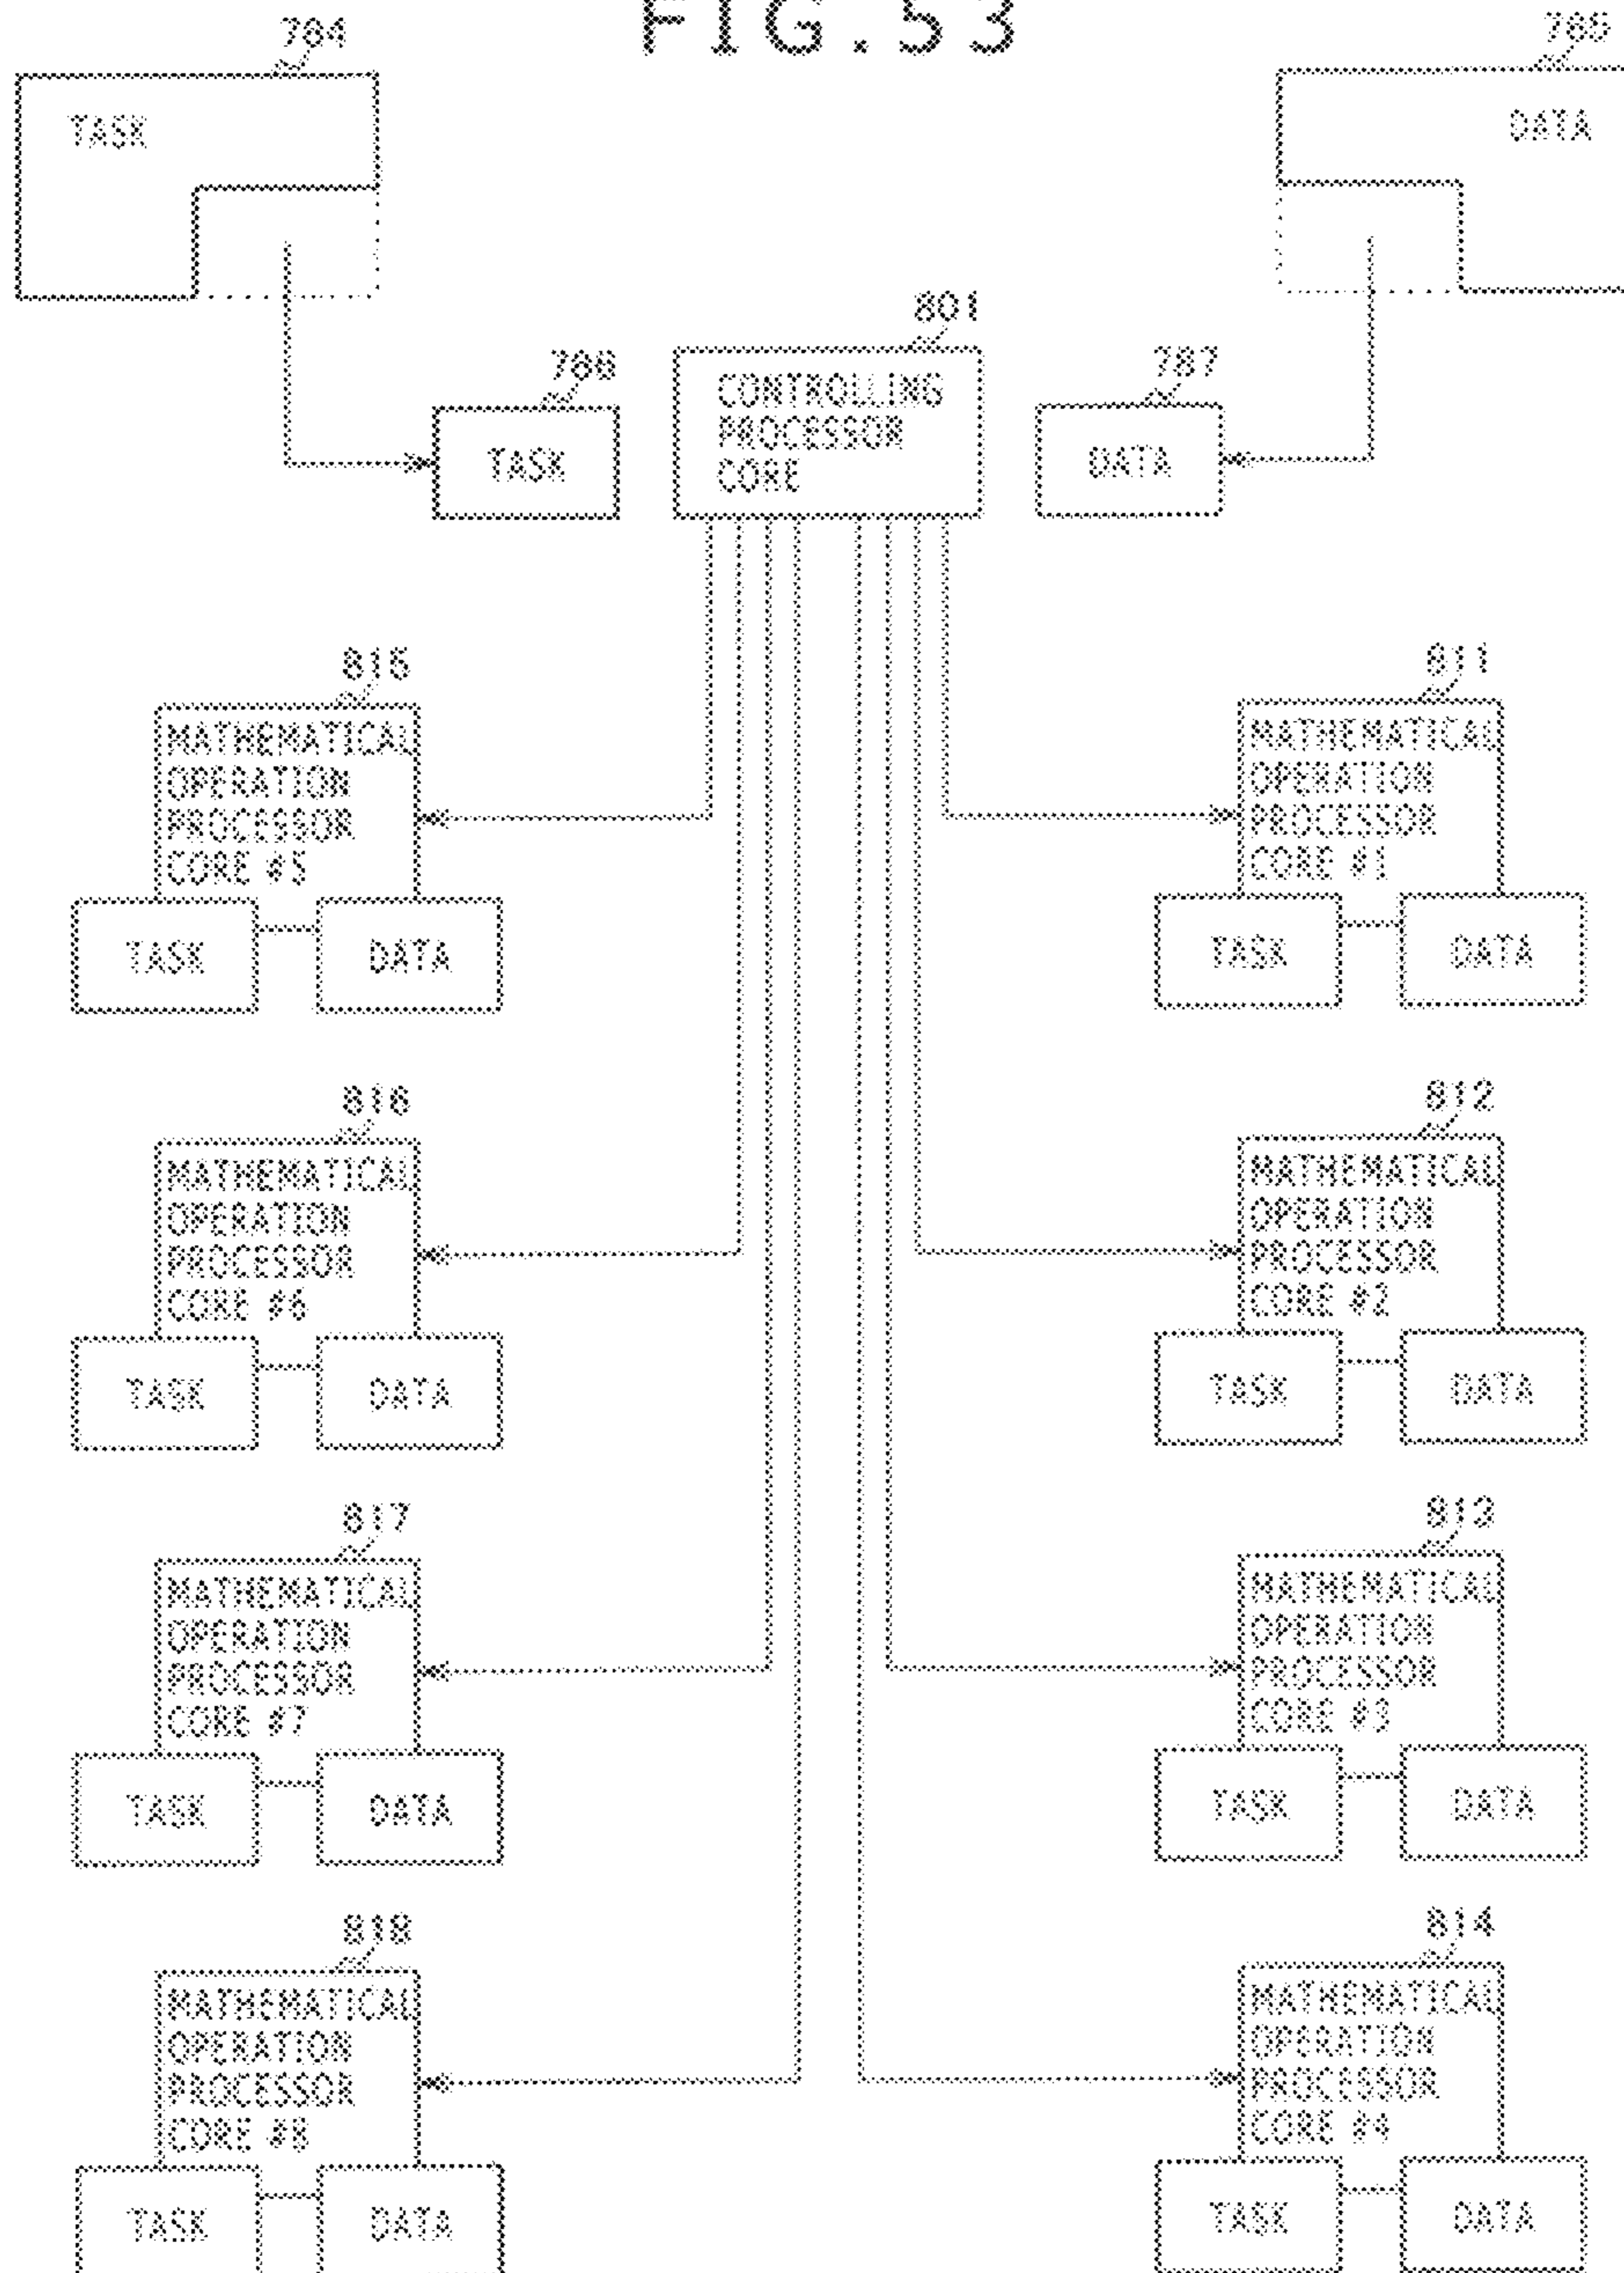 FIG.53
784
TASK
785
DATA
786
TASK
801
CONTROLLING
PROCESSOR
CORE
787
DATA
815
MATHEMATICAL
OPERATION
PROCESSOR
CORE #5
TASK
DATA
811
MATHEMATICAL
OPERATION
PROCESSOR
CORE #1
TASK
DATA
816
MATHEMATICAL
OPERATION
PROCESSOR
CORE #6
TASK
DATA
812
MATHEMATICAL
OPERATION
PROCESSOR
CORE #2
TASK
DATA
817
MATHEMATICAL
OPERATION
PROCESSOR
CORE #7
TASK
DATA
813
MATHEMATICAL
OPERATION
PROCESSOR
CORE #3
TASK
DATA
818
MATHEMATICAL
OPERATION
PROCESSOR
CORE #8
TASK
DATA
814
MATHEMATICAL
OPERATION
PROCESSOR
CORE #4
TASK
DATA